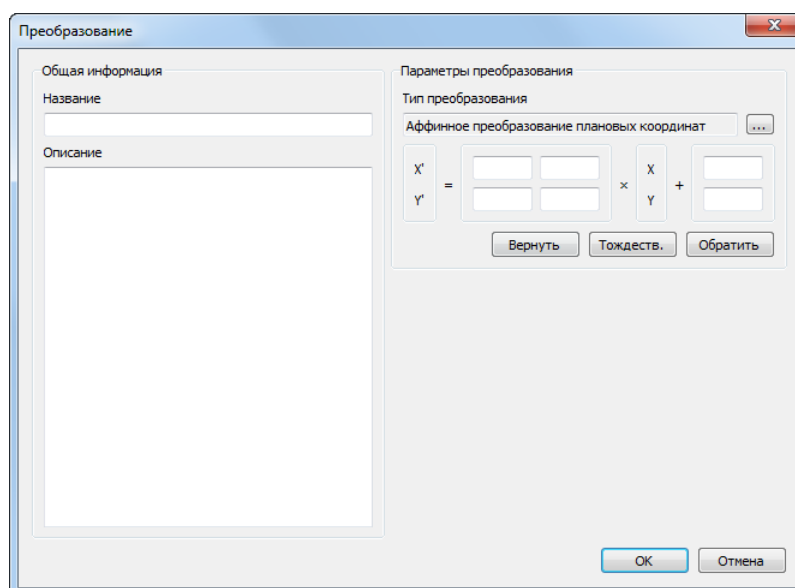 Преобразование
Общая информация
Название
Описание
Параметры преобразования
Тип преобразования
Аффинное преобразование плановых координат ...
X' = × X +
Y' Y
Вернуть Тождеств. Обратить
OK Отмена